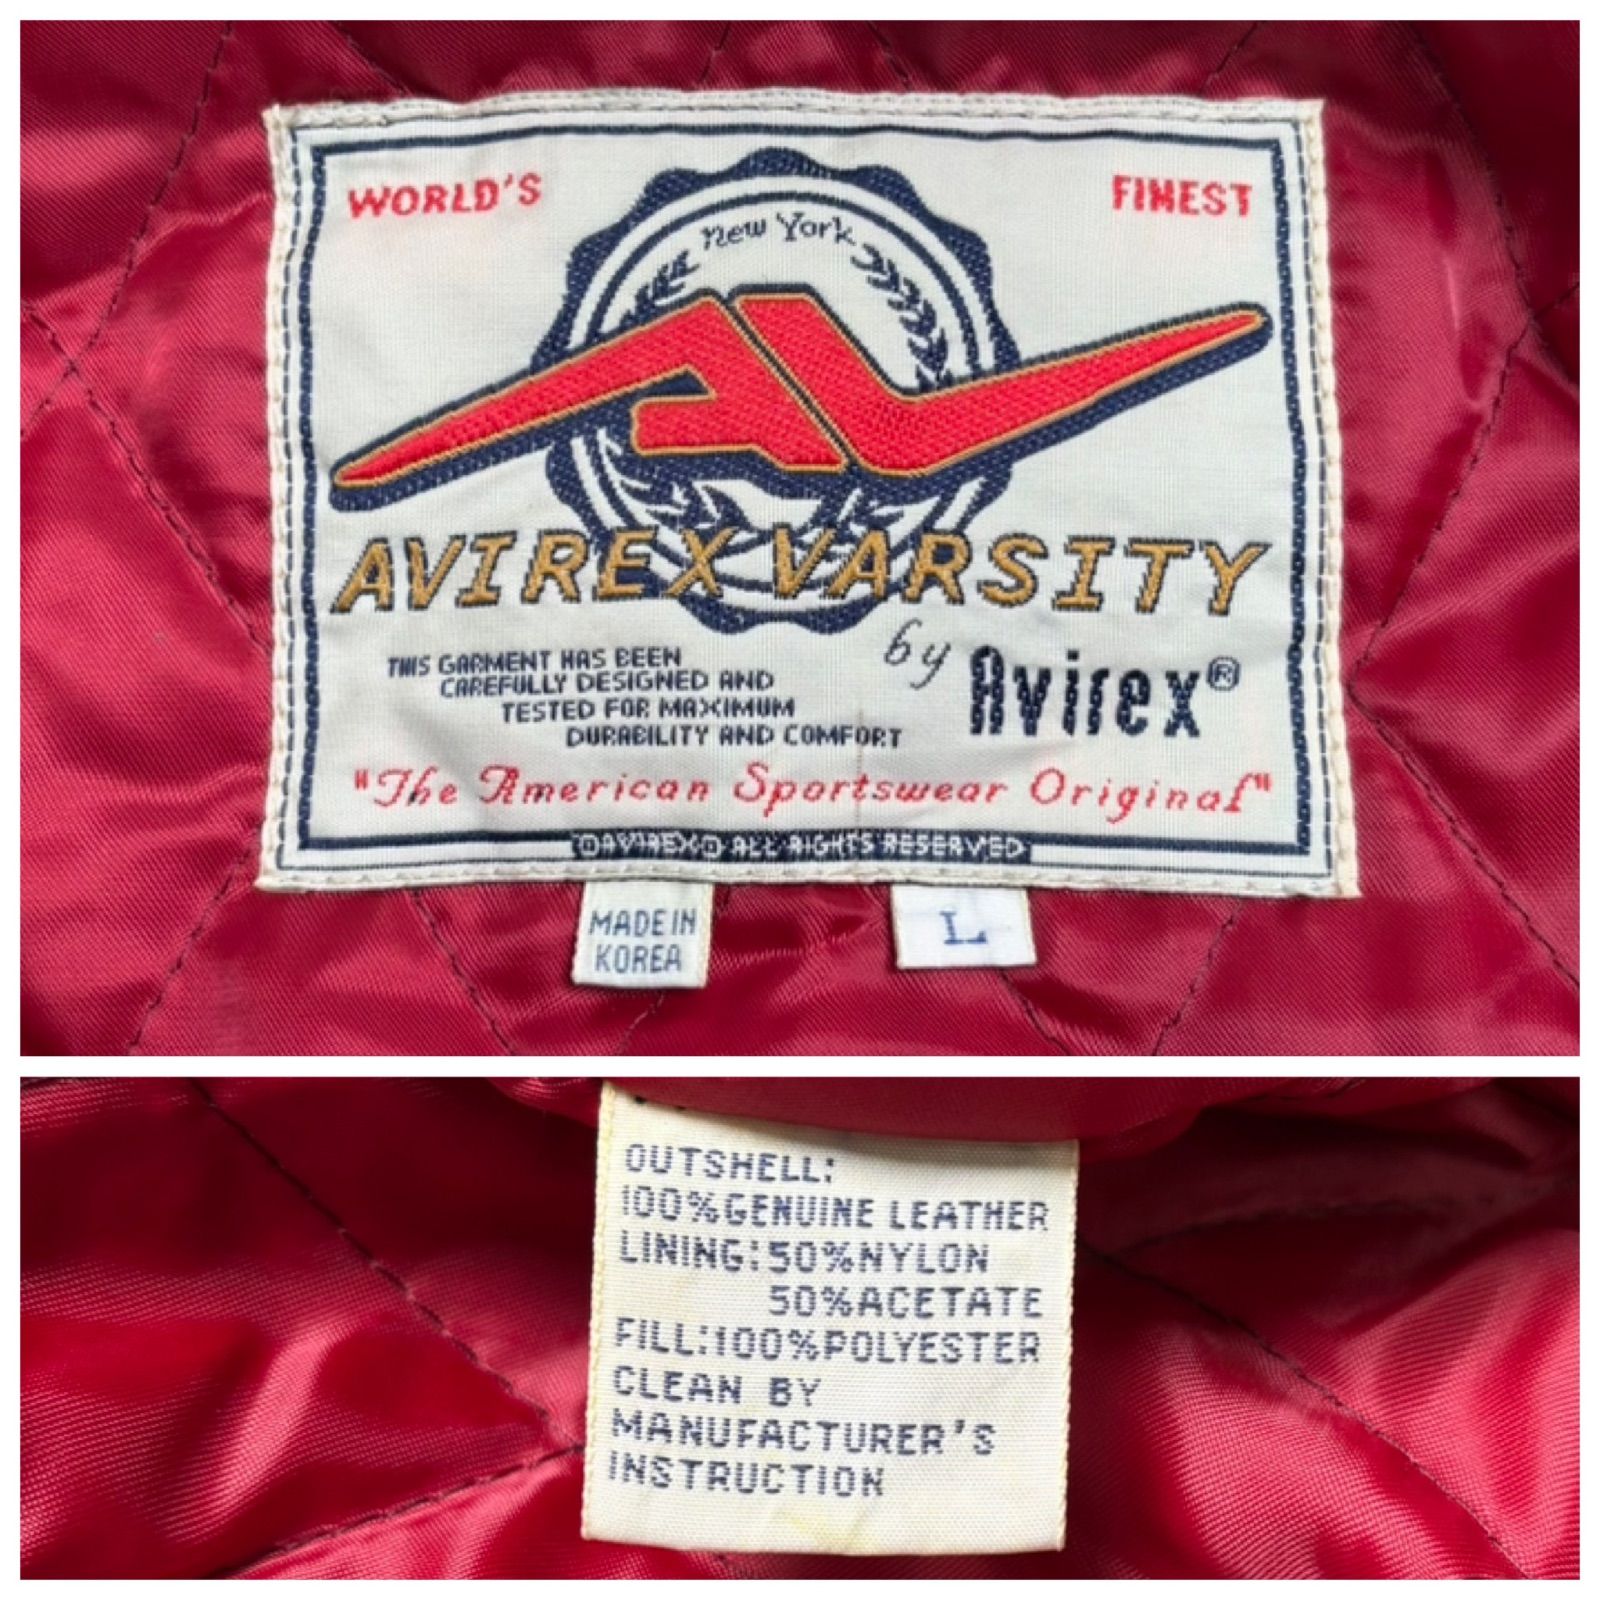 WORLD'S FINEST
New York
AVIREX VARSITY
by Avirex®
THIS GARMENT HAS BEEN
CAREFULLY DESIGNED AND
TESTED FOR MAXIMUM
DURABILITY AND COMFORT
"The American Sportswear Original"
©AVIREX© ALL RIGHTS RESERVED
MADE IN
KOREA
L
OUTSHELL:
100%GENUINE LEATHER
LINING:50%NYLON
50%ACETATE
FILL:100%POLYESTER
CLEAN BY
MANUFACTURER'S
INSTRUCTION